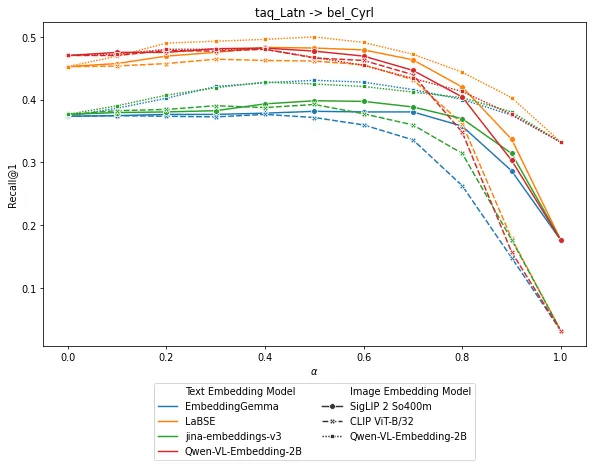 taq_Latn -> bel_Cyrl
Recall@1
0.5
0.4
0.3
0.2
0.1
0.0 0.2 0.4 0.6 0.8 1.0
α
Text Embedding Model
EmbeddingGemma
LaBSE
jina-embeddings-v3
Qwen-VL-Embedding-2B
Image Embedding Model
SigLIP 2 So400m
CLIP ViT-B/32
Qwen-VL-Embedding-2B